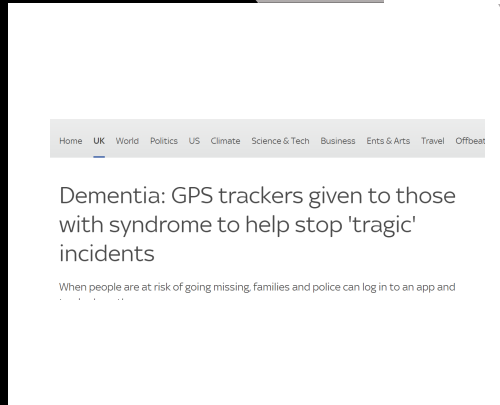 Home UK World Politics US Climate Science & Tech Business Ents & Arts Travel Offbeat
Dementia: GPS trackers given to those
with syndrome to help stop 'tragic'
incidents
When people are at risk of going missing, families and police can log in to an app and